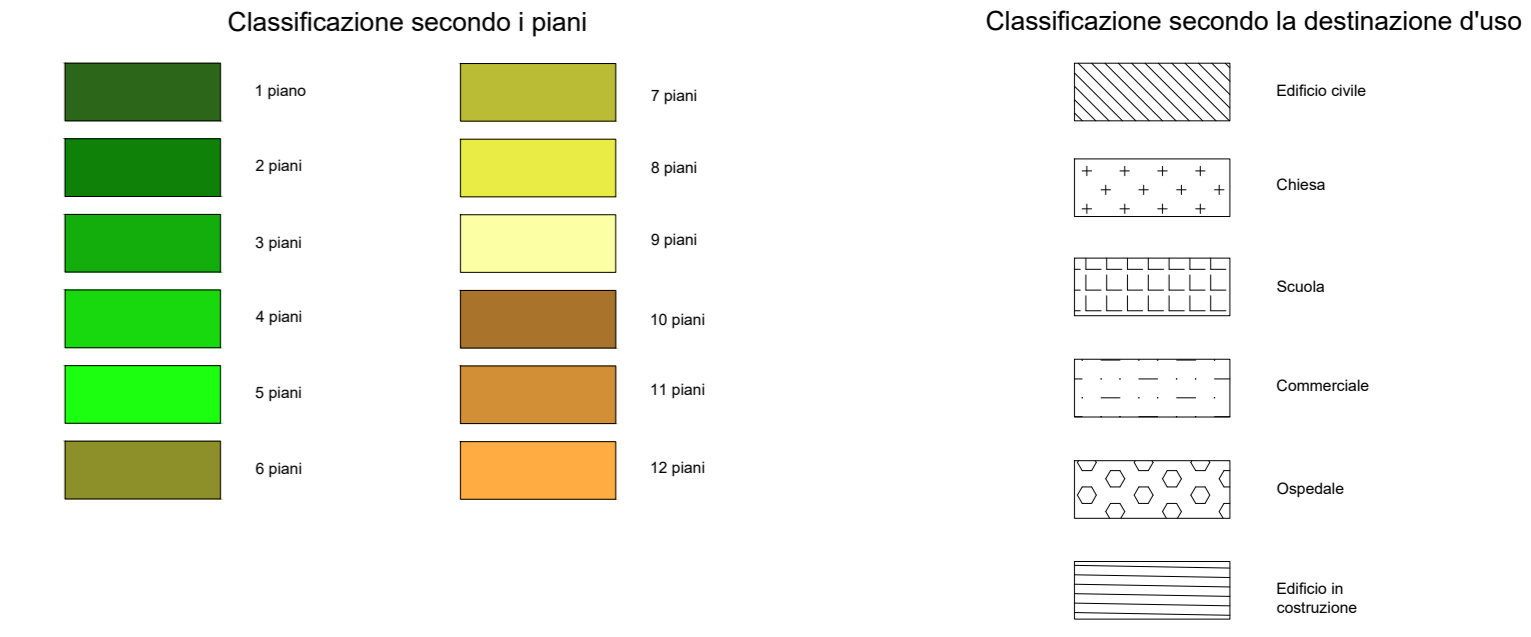 Classificazione secondo i piani
1 piano
2 piani
3 piani
4 piani
5 piani
6 piani
7 piani
8 piani
9 piani
10 piani
11 piani
12 piani
Classificazione secondo la destinazione d'uso
Edificio civile
Chiesa
Scuola
Commerciale
Ospedale
Edificio in
costruzione